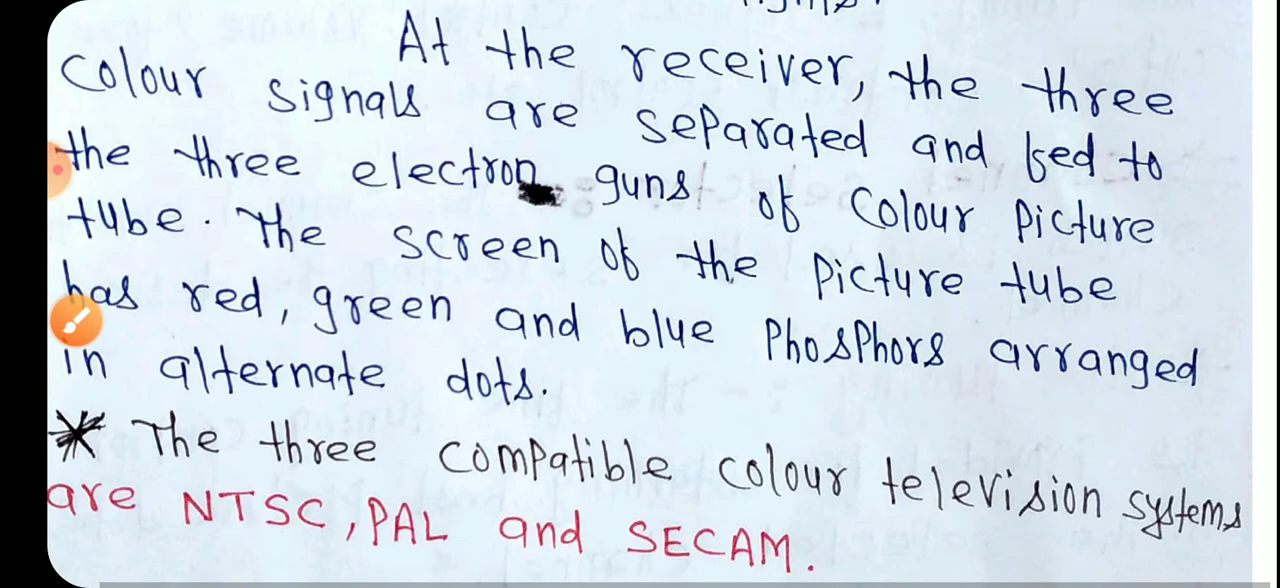 At the receiver, the three
colour signals are separated and fed to
the three electron guns of colour picture
tube. The screen of the picture tube
has red, green and blue phosphors arranged
in alternate dots.
* The three compatible colour television systems
are NTSC, PAL and SECAM.